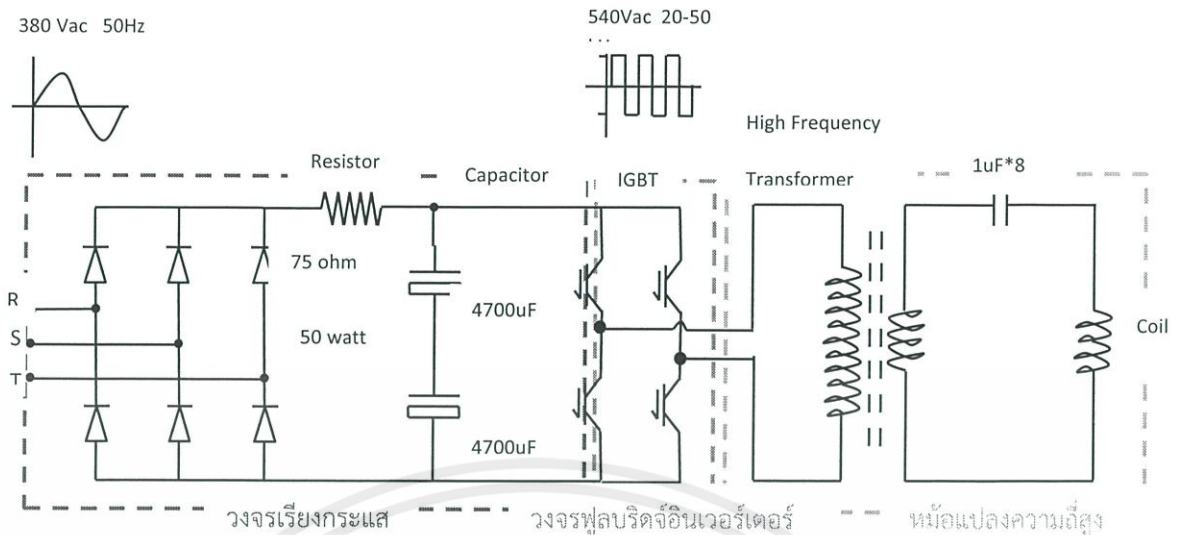 380 Vac 50Hz
540Vac 20-50
...
High Frequency
Resistor
Capacitor
IGBT
Transformer
1uF*8
75 ohm
4700uF
R
50 watt
S
Coil
T
4700uF
วงจรเรียงกระแส
วงจรฟูลบริดจ์อินเวอร์เตอร์
หม้อแปลงความถี่สูง